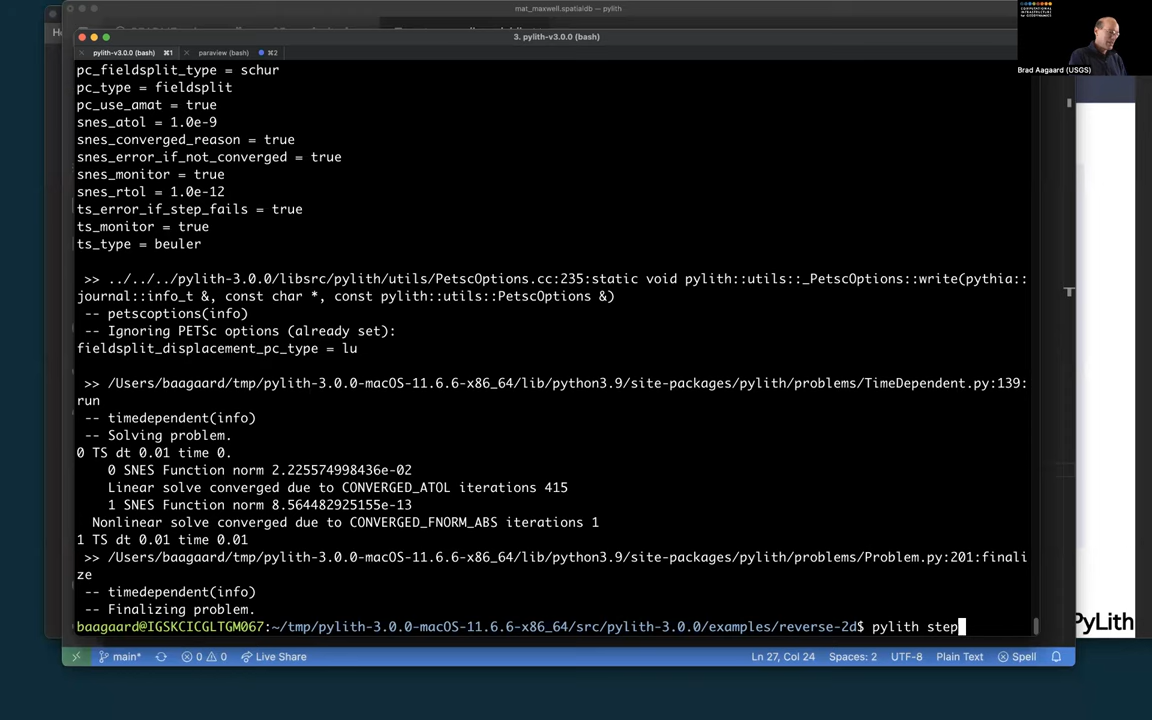 mat_maxwell.spatialdb — pylith
3. pylith-v3.0.0 (bash)
pylith-v3.0.0 (bash) ⌘1 paraview (bash) ⌘2
COMPUTATIONAL
INFRASTRUCTURE
for GEODYNAMICS
Brad Aagaard (USGS)
pc_fieldsplit_type = schur
pc_type = fieldsplit
pc_use_amat = true
snes_atol = 1.0e-9
snes_converged_reason = true
snes_error_if_not_converged = true
snes_monitor = true
snes_rtol = 1.0e-12
ts_error_if_step_fails = true
ts_monitor = true
ts_type = beuler
>> ../../../pylith-3.0.0/libsrc/pylith/utils/PetscOptions.cc:235:static void pylith::utils::_PetscOptions::write(pythia::
journal::info_t &, const char *, const pylith::utils::PetscOptions &)
-- petscoptions(info)
-- Ignoring PETSc options (already set):
fieldsplit_displacement_pc_type = lu
>> /Users/baagaard/tmp/pylith-3.0.0-macOS-11.6.6-x86_64/lib/python3.9/site-packages/pylith/problems/TimeDependent.py:139:
run
-- timedependent(info)
-- Solving problem.
0 TS dt 0.01 time 0.
0 SNES Function norm 2.225574998436e-02
Linear solve converged due to CONVERGED_ATOL iterations 415
1 SNES Function norm 8.564482925155e-13
Nonlinear solve converged due to CONVERGED_FNORM_ABS iterations 1
1 TS dt 0.01 time 0.01
>> /Users/baagaard/tmp/pylith-3.0.0-macOS-11.6.6-x86_64/lib/python3.9/site-packages/pylith/problems/Problem.py:201:finali
ze
-- timedependent(info)
-- Finalizing problem.
baagaard@IGSKCICGLTGM067:~/tmp/pylith-3.0.0-macOS-11.6.6-x86_64/src/pylith-3.0.0/examples/reverse-2d$ pylith step
PyLith
main* 0 0 Live Share Ln 27, Col 24 Spaces: 2 UTF-8 LF Plain Text Spell